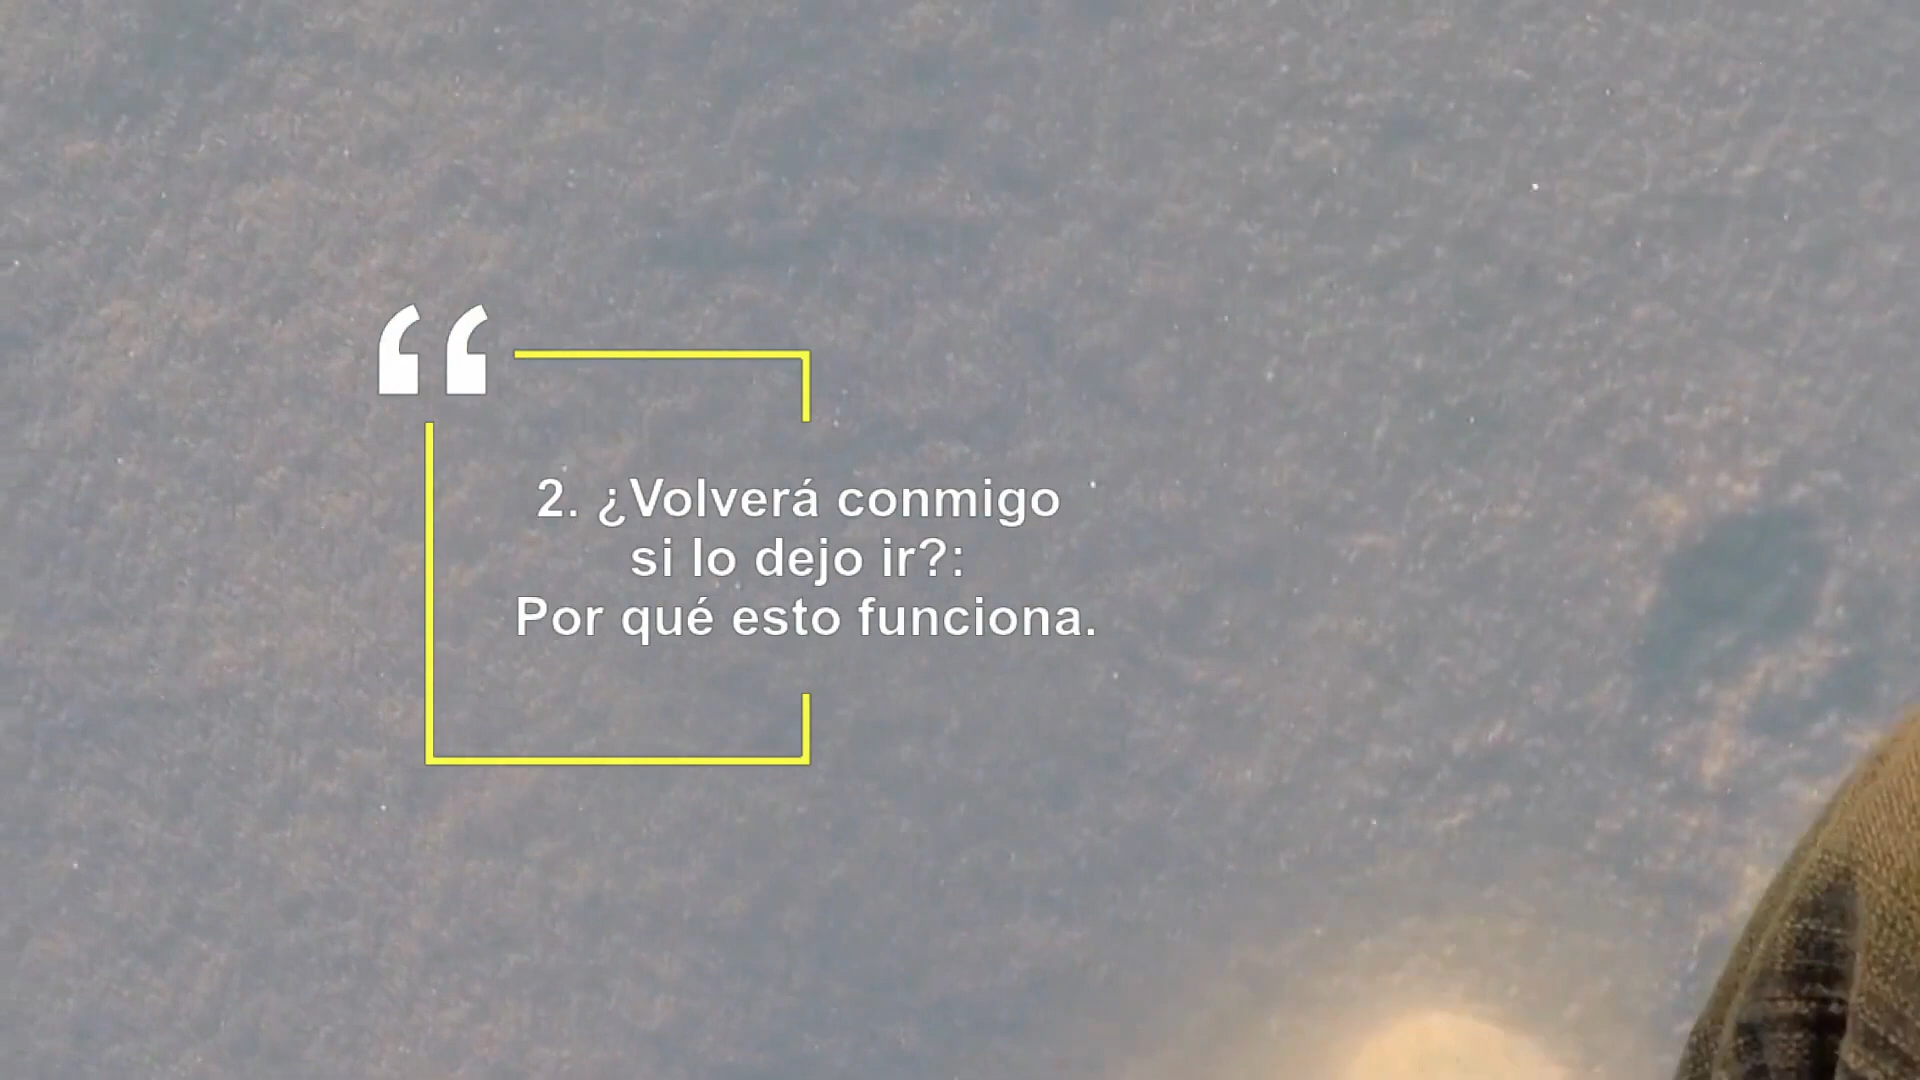 2. ¿Volverá conmigo
si lo dejo ir?:
Por qué esto funciona.